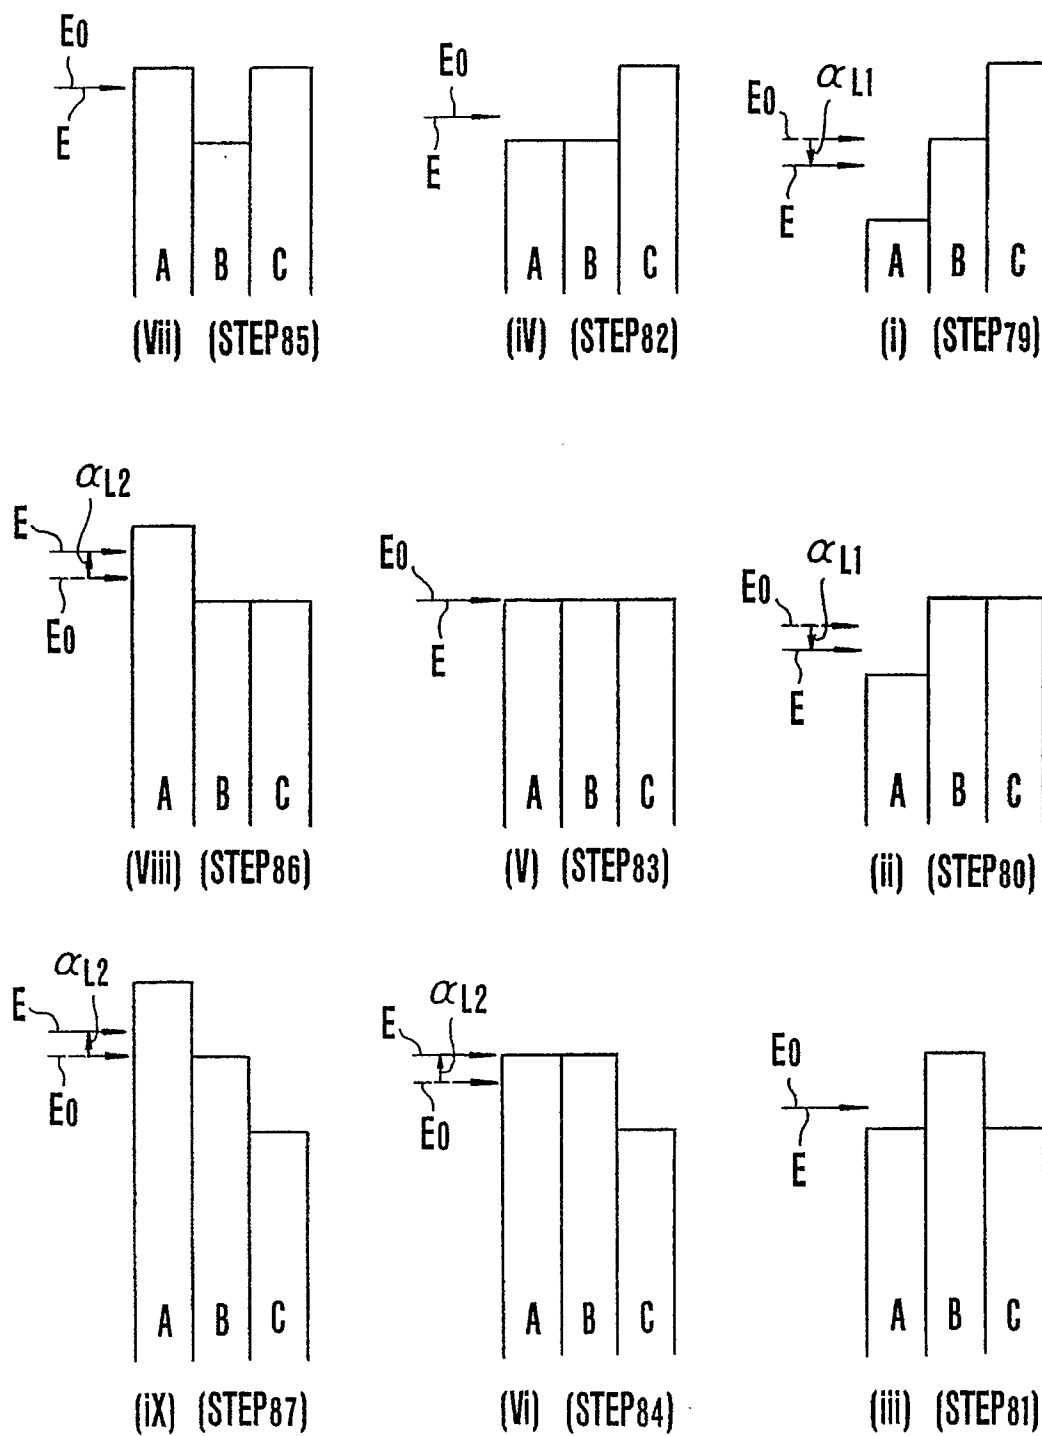 E0
E
A B C
(Vii) (STEP85)
E0
E
A B C
(iV) (STEP82)
αL1
E0
E
A B C
(i) (STEP79)
αL2
E
E0
A B C
(Viii) (STEP86)
E0
E
A B C
(V) (STEP83)
αL1
E0
E
A B C
(ii) (STEP80)
αL2
E
E0
A B C
(iX) (STEP87)
αL2
E
E0
A B C
(Vi) (STEP84)
E0
E
A B C
(iii) (STEP81)